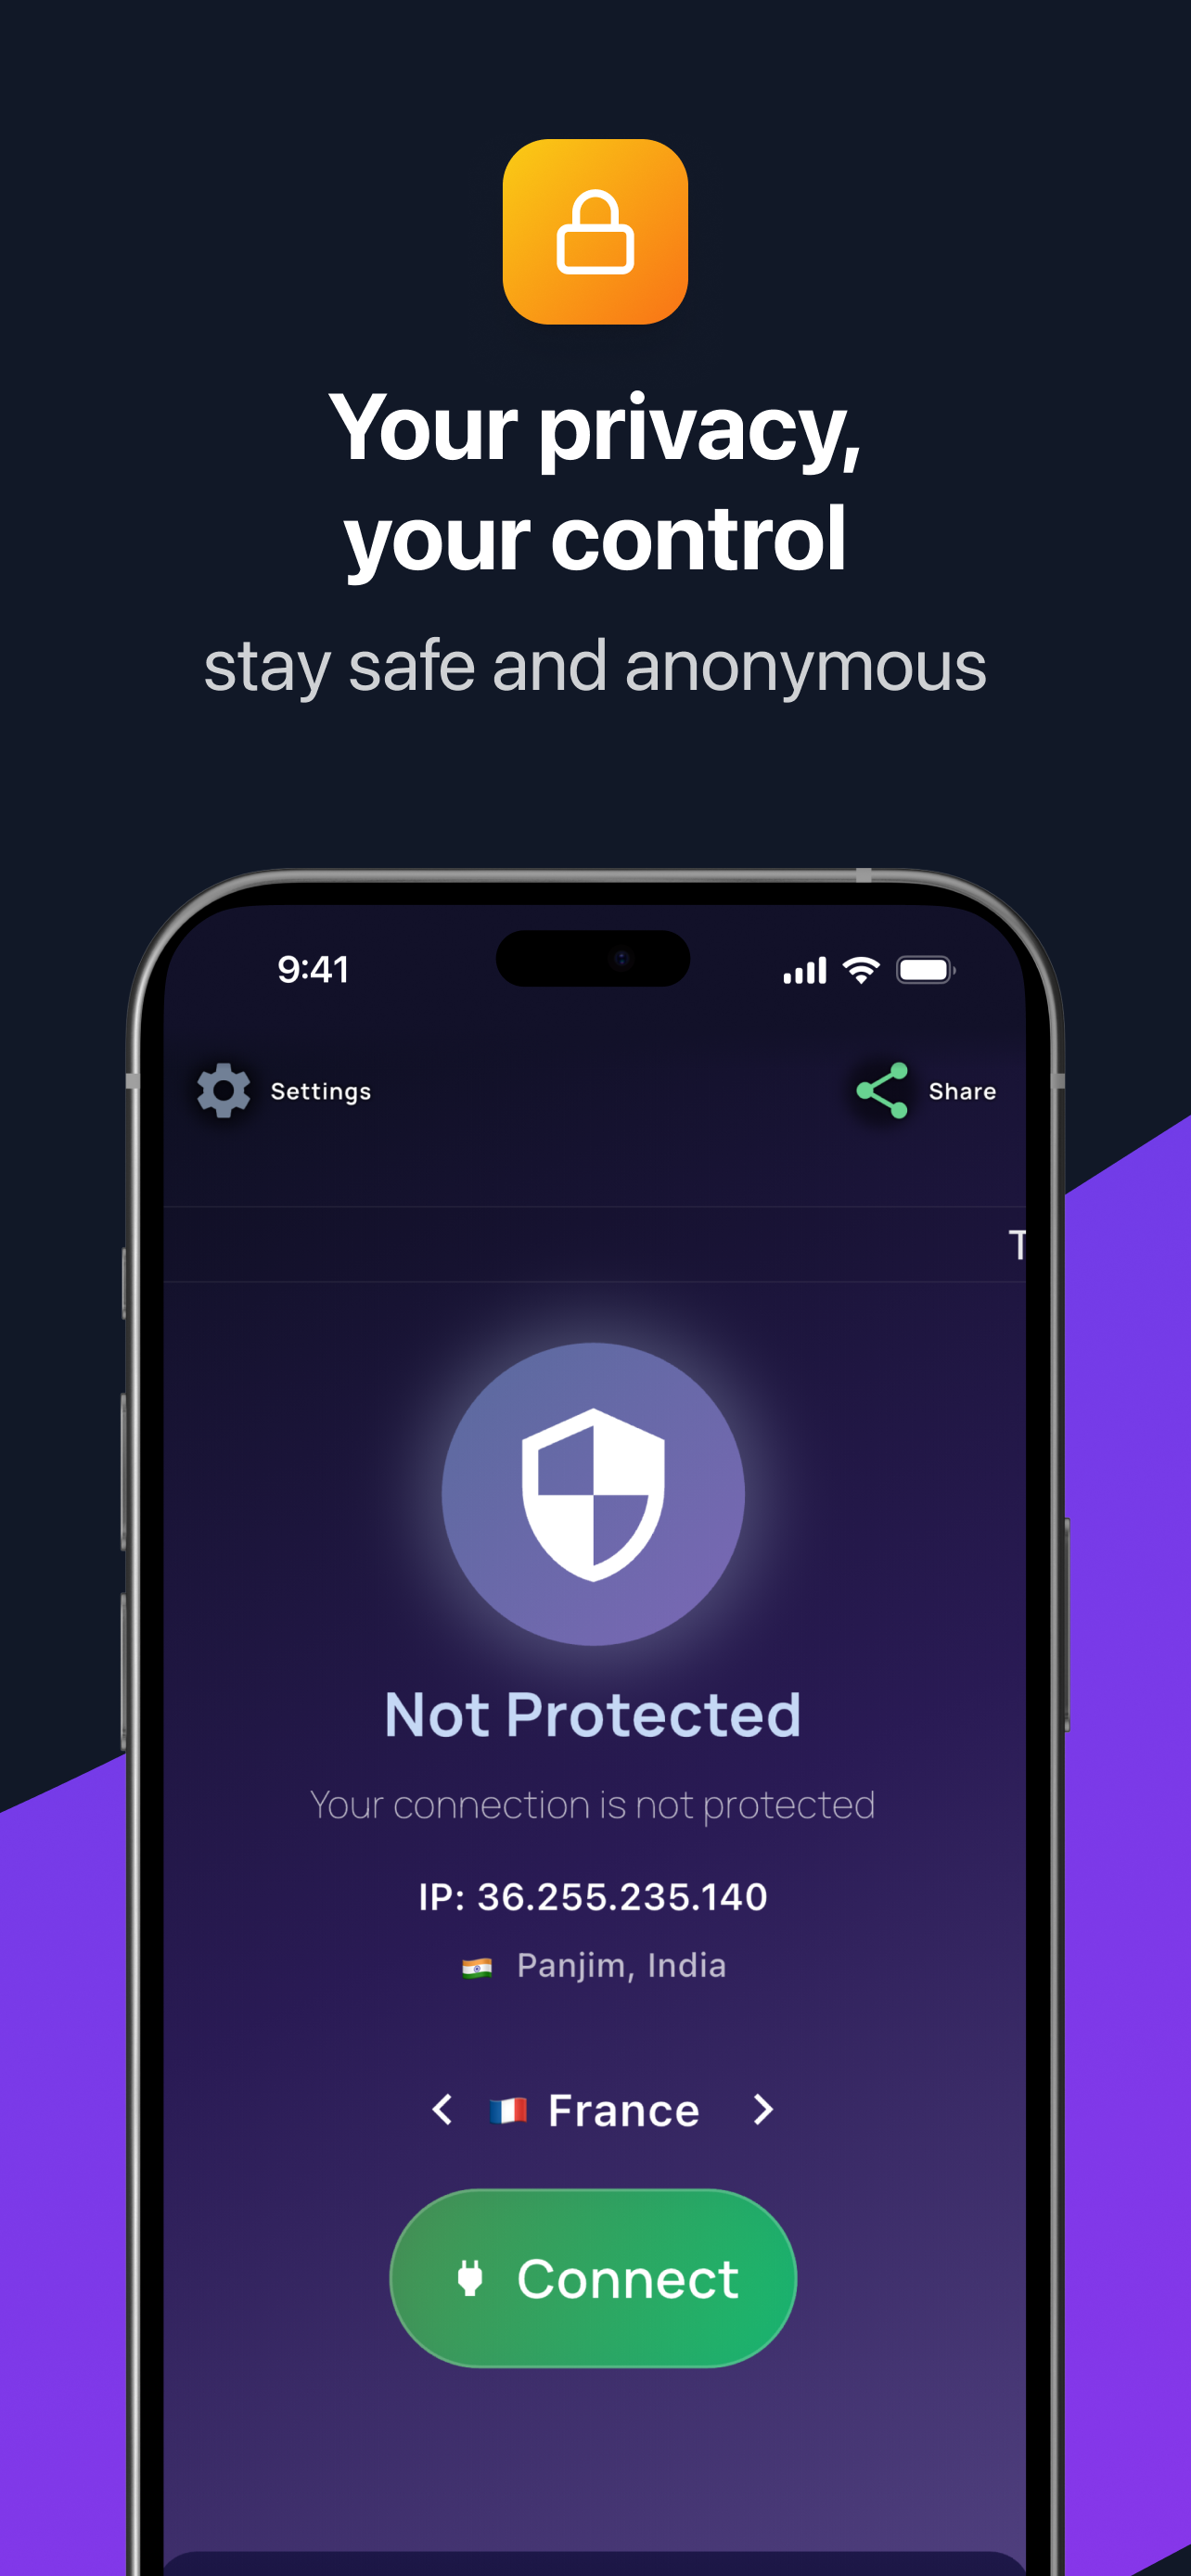 Your privacy,
your control
stay safe and anonymous
9:41
Settings
Share
T
Not Protected
Your connection is not protected
IP: 36.255.235.140
Panjim, India
France
Connect